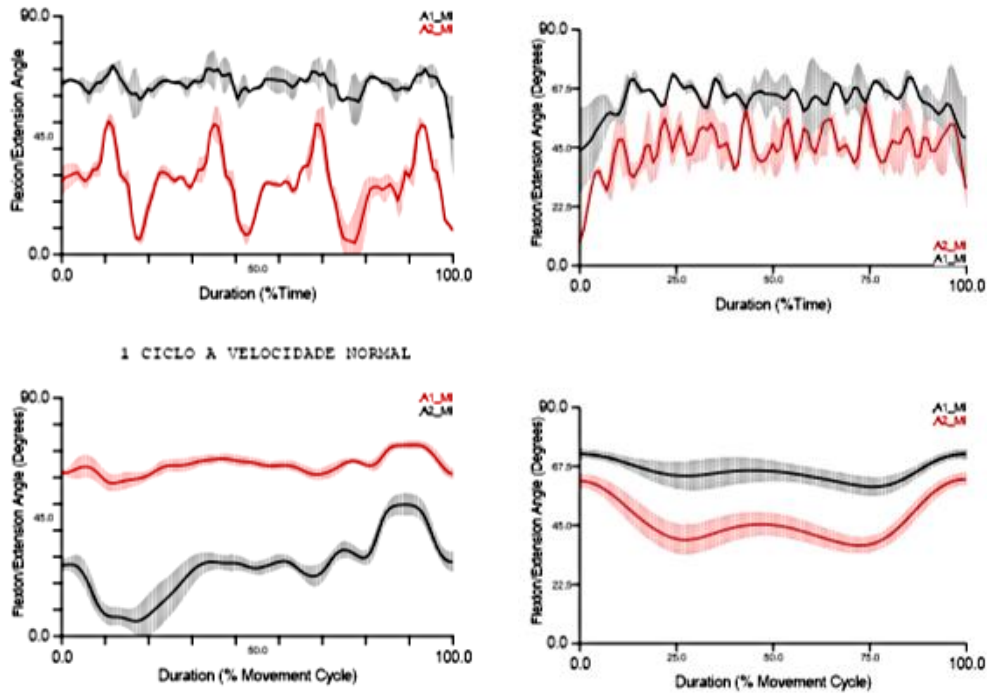 90.0
A1_MI
A2_MI
Flexion/Extension Angle
45.0
0.0
0.0
50.0
100.0
Duration (%Time)
90.0
Flexion/Extension Angle (Degrees)
67.5
45.0
22.5
0.0
A2_MI
A1_MI
0.0
25.0
50.0
75.0
100.0
Duration (%Time)
1 CICLO A VELOCIDADE NORMAL
90.0
A1_MI
A2_MI
Flexion/Extension Angle (Degrees)
45.0
0.0
0.0
50.0
100.0
Duration (% Movement Cycle)
90.0
A1_MI
A2_MI
Flexion/Extension Angle (Degrees)
67.5
45.0
22.5
0.0
0.0
25.0
50.0
75.0
100.0
Duration (% Movement Cycle)